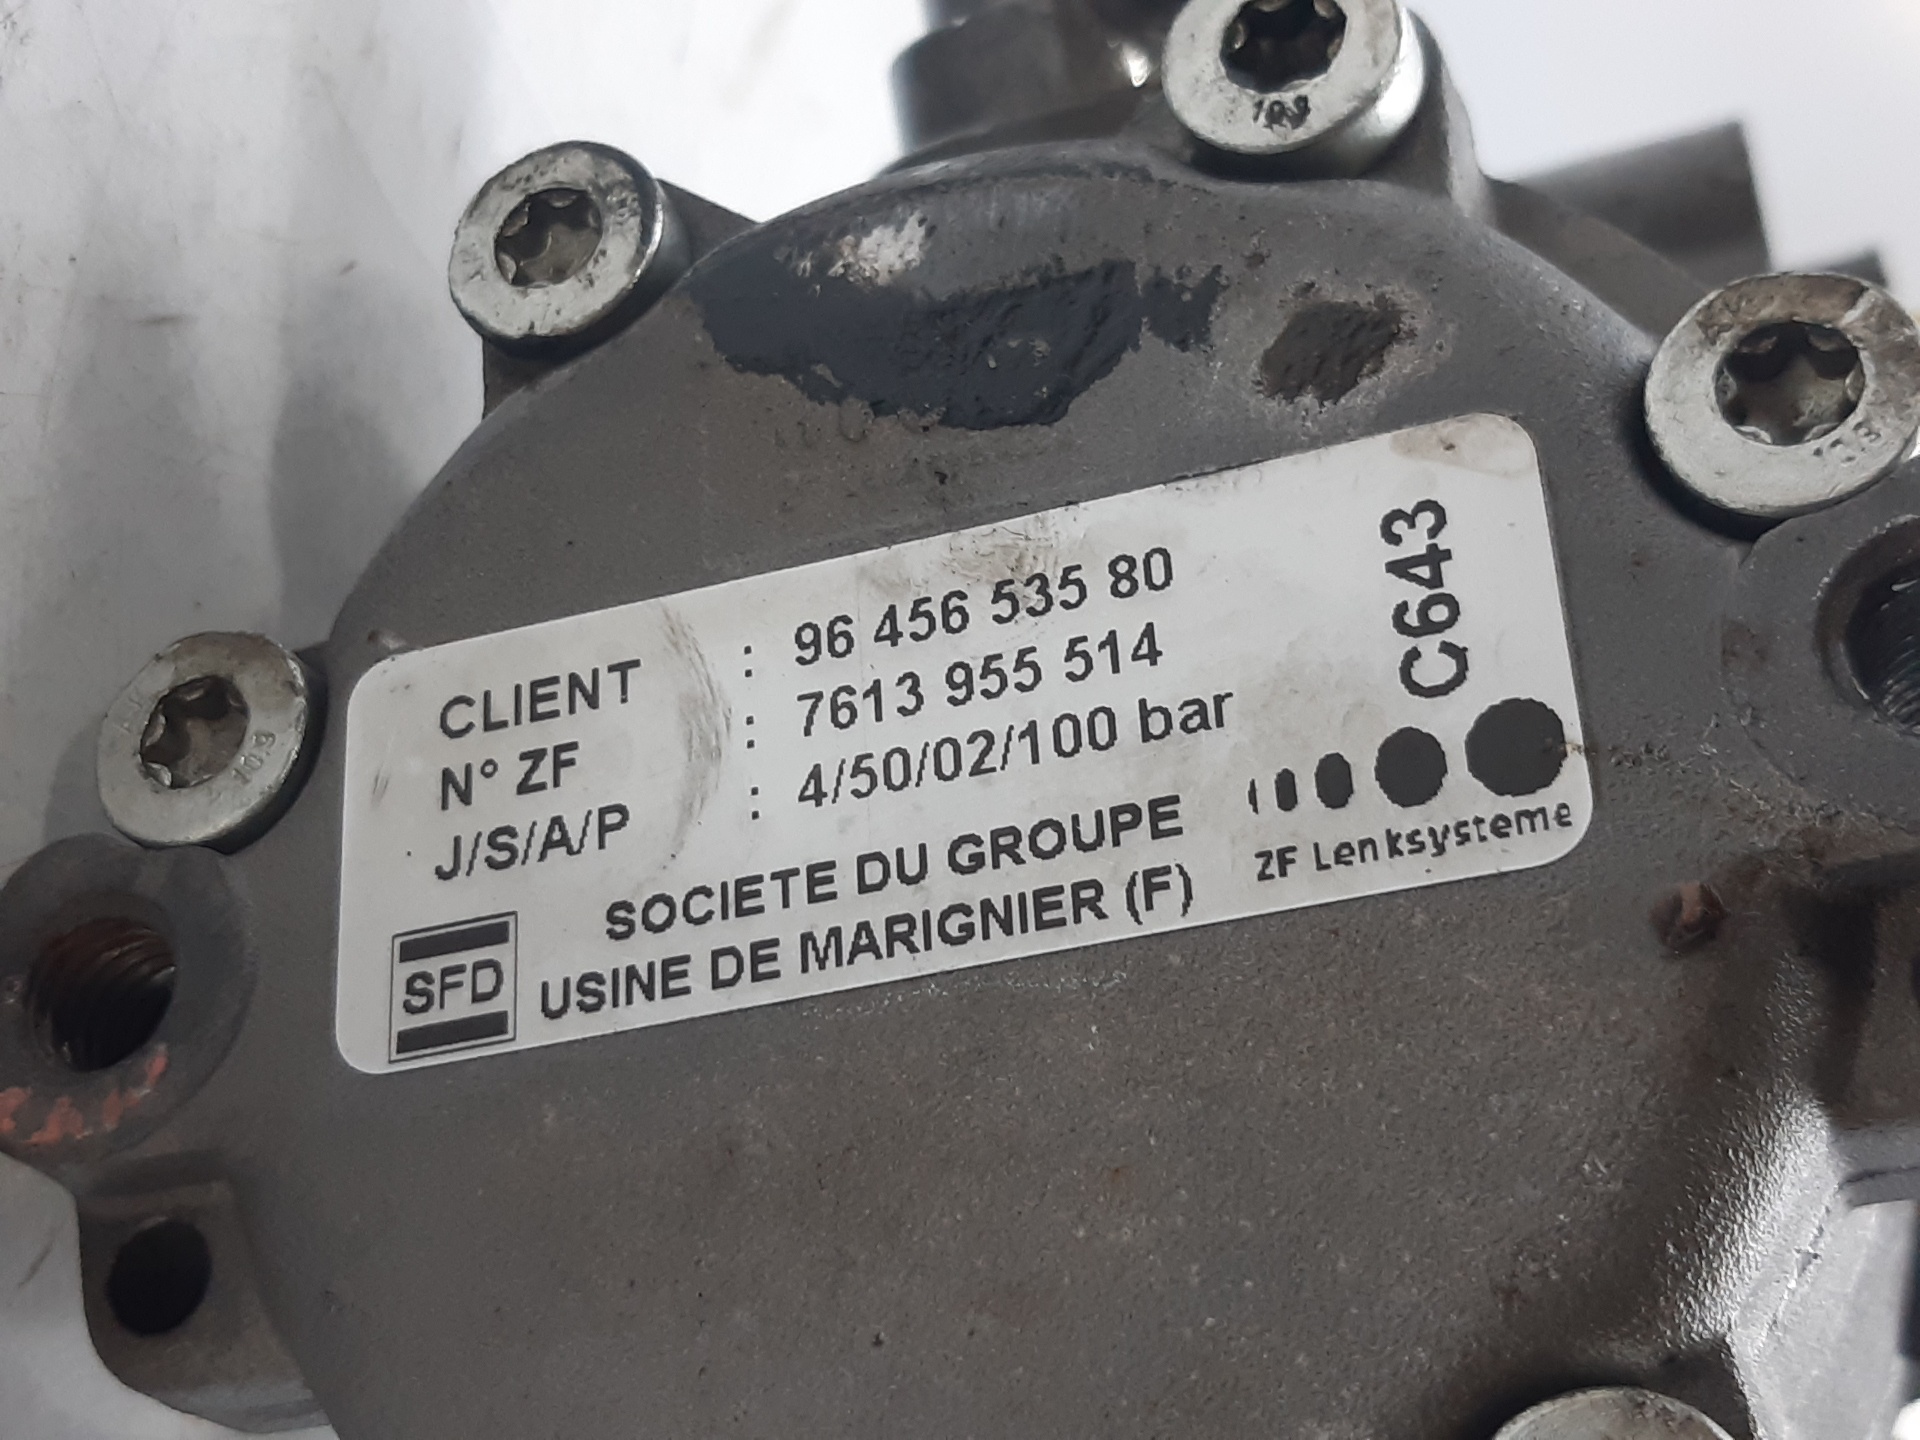 CLIENT : 96 456 535 80
N° ZF : 7613 955 514
J/S/A/P : 4/50/02/100 bar
C643
SOCIETE DU GROUPE
USINE DE MARIGNIER (F)
SFD
ZF Lenksysteme
109